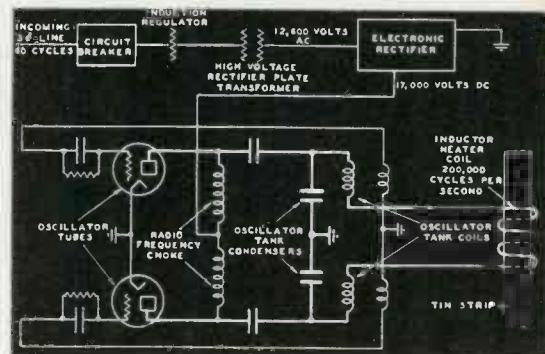 INDUCTION
REGULATOR
INCOMING
3 Ø LINE
60 CYCLES
CIRCUIT
BREAKER
12,600 VOLTS
AC
ELECTRONIC
RECTIFIER
HIGH VOLTAGE
RECTIFIER PLATE
TRANSFORMER
17,000 VOLTS DC
INDUCTOR
HEATER
COIL
200,000
CYCLES PER
SECOND
OSCILLATOR
TUBES
RADIO
FREQUENCY
CHOKE
OSCILLATOR
TANK
CONDENSERS
OSCILLATOR
TANK COILS
TIN STRIP